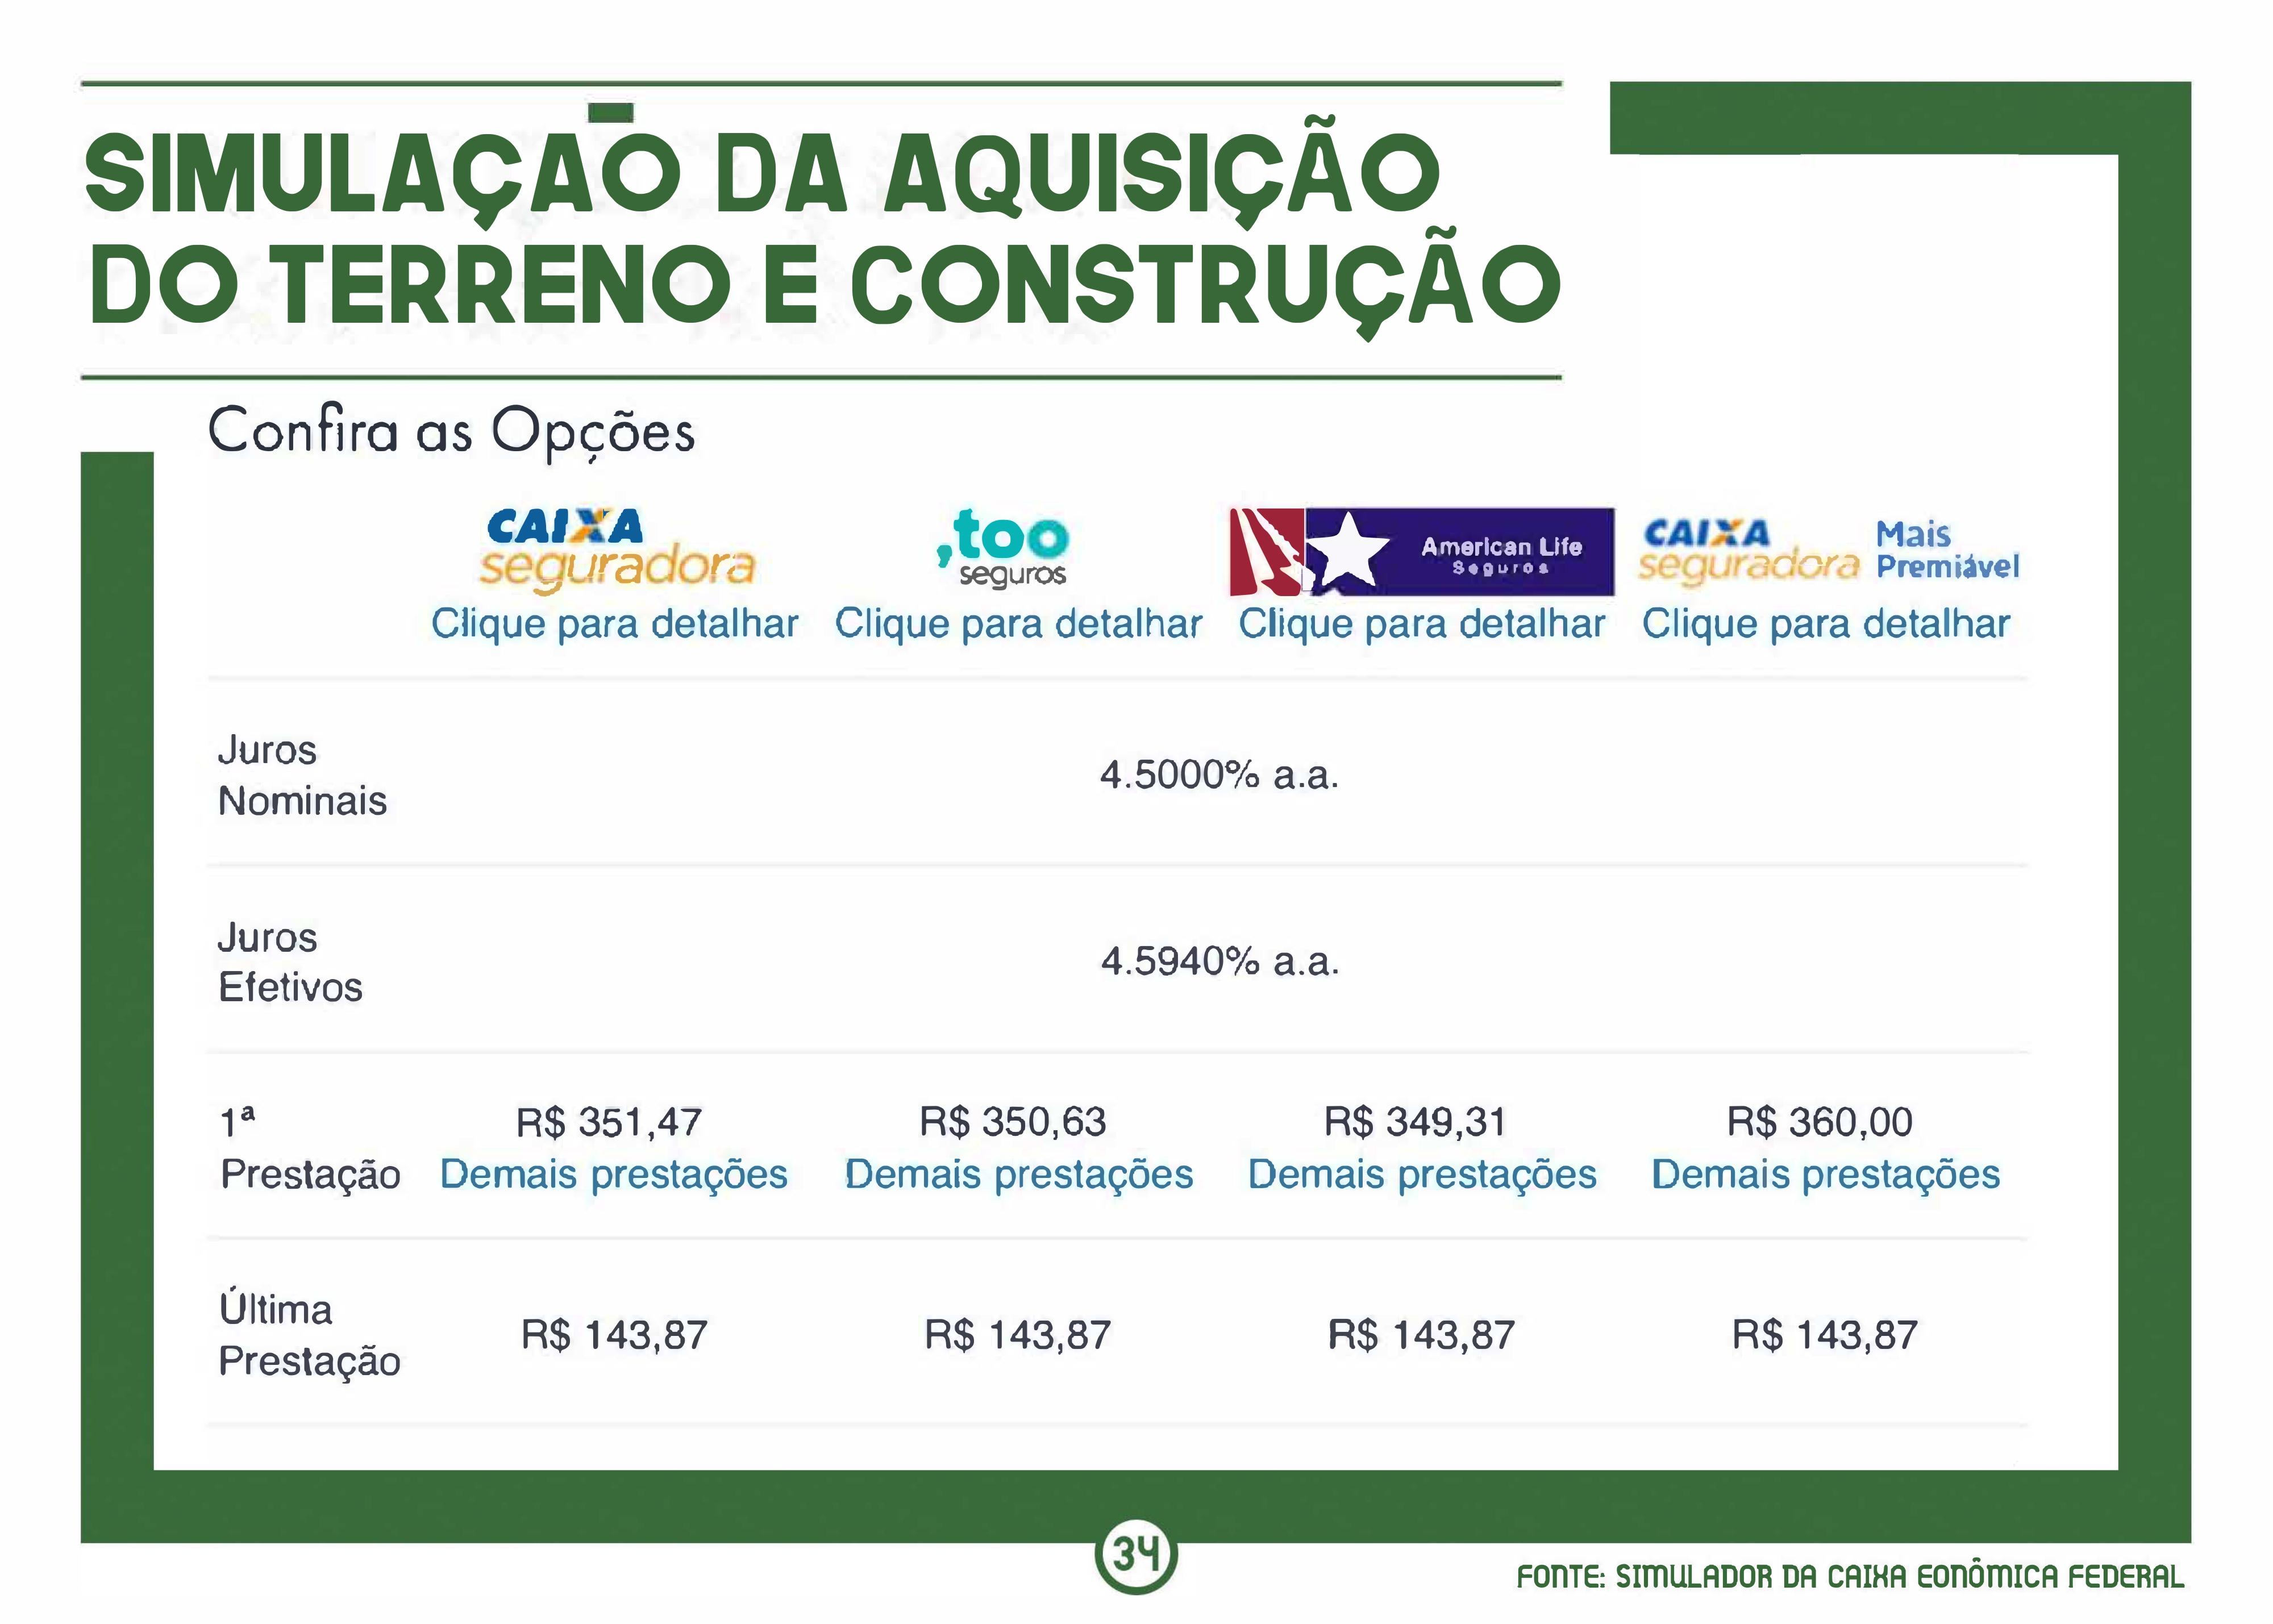 SIMULAÇÃO DA AQUISIÇÃO
DO TERRENO E CONSTRUÇÃO
Confira as Opções
CAIXA seguradora
,too seguros
American Life Seguros
CAIXA seguradora Mais Premiável
Clique para detalhar Clique para detalhar Clique para detalhar Clique para detalhar
Juros
Nominais
4.5000% a.a.
Juros
Efetivos
4.5940% a.a.
1ª
Prestação
R$ 351,47 R$ 350,63 R$ 349,31 R$ 360,00
Demais prestações Demais prestações Demais prestações Demais prestações
Última
Prestação
R$ 143,87 R$ 143,87 R$ 143,87 R$ 143,87
34
FONTE: SIMULADOR DA CAIXA EONÔMICA FEDERAL